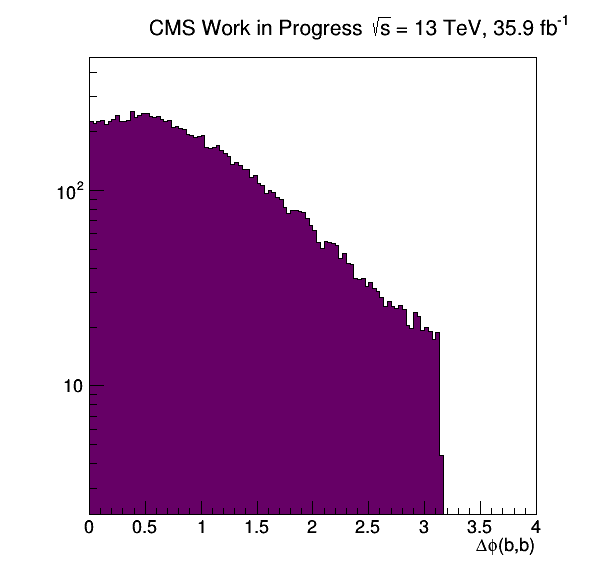 CMS Work in Progress √s = 13 TeV, 35.9 fb⁻¹
10²
10
0 0.5 1 1.5 2 2.5 3 3.5 4
Δϕ(b,b)